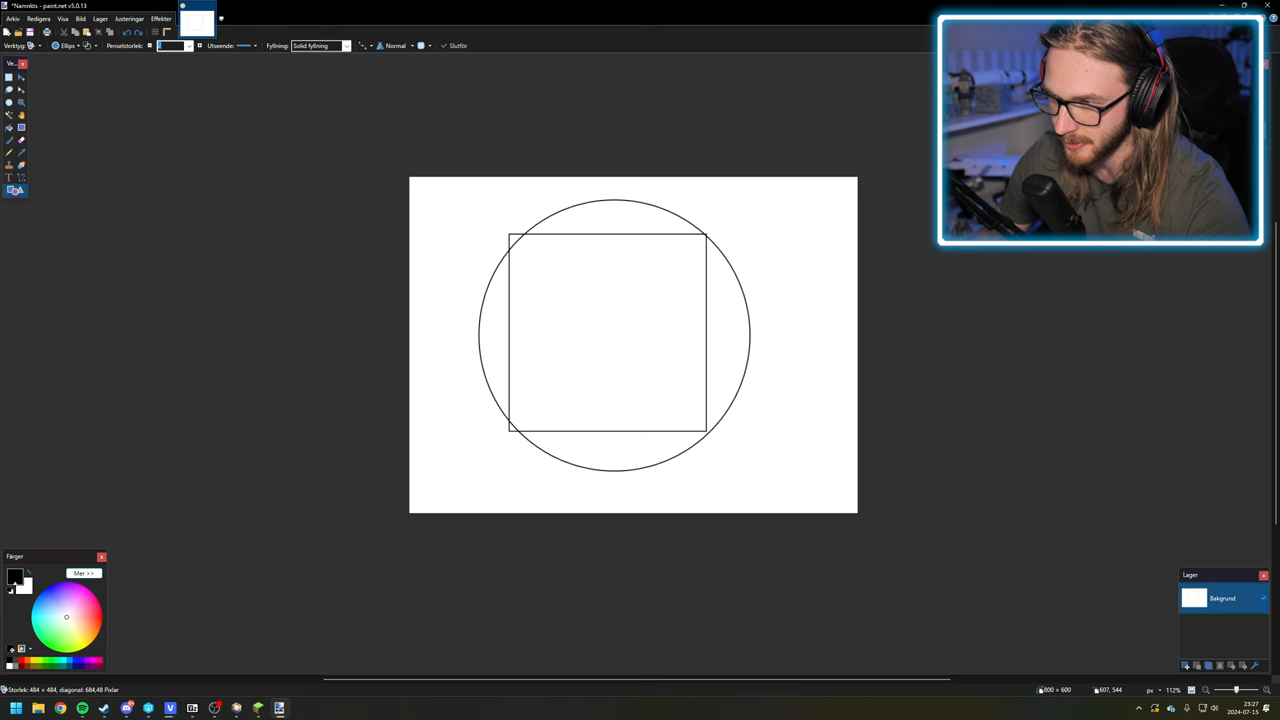 *Namnlös - paint.net v5.0.13
Arkiv Redigera Visa Bild Lager Justeringar Effekter
Verktyg: Ellips Penselstorlek: 2 Utseende: Fyllning: Solid fyllning Normal Slutför
Ve...
T
Färger
Mer >>
Lager
Bakgrund
Storlek: 484 × 484, diagonal: 684,48 Pixlar
800 × 600
607, 544
px
112%
23:27
2024-07-15